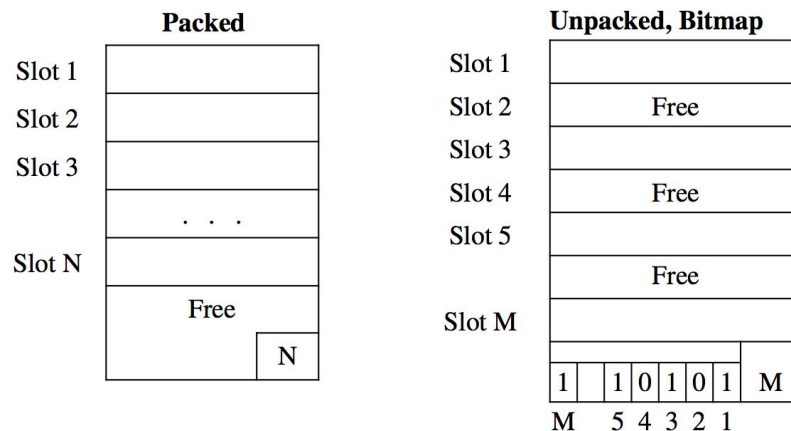 Packed
Slot 1
Slot 2
Slot 3
. . .
Slot N
Free
N
Unpacked, Bitmap
Slot 1
Slot 2 Free
Slot 3
Slot 4 Free
Slot 5
Free
Slot M
1 1 0 1 0 1 M
M 5 4 3 2 1